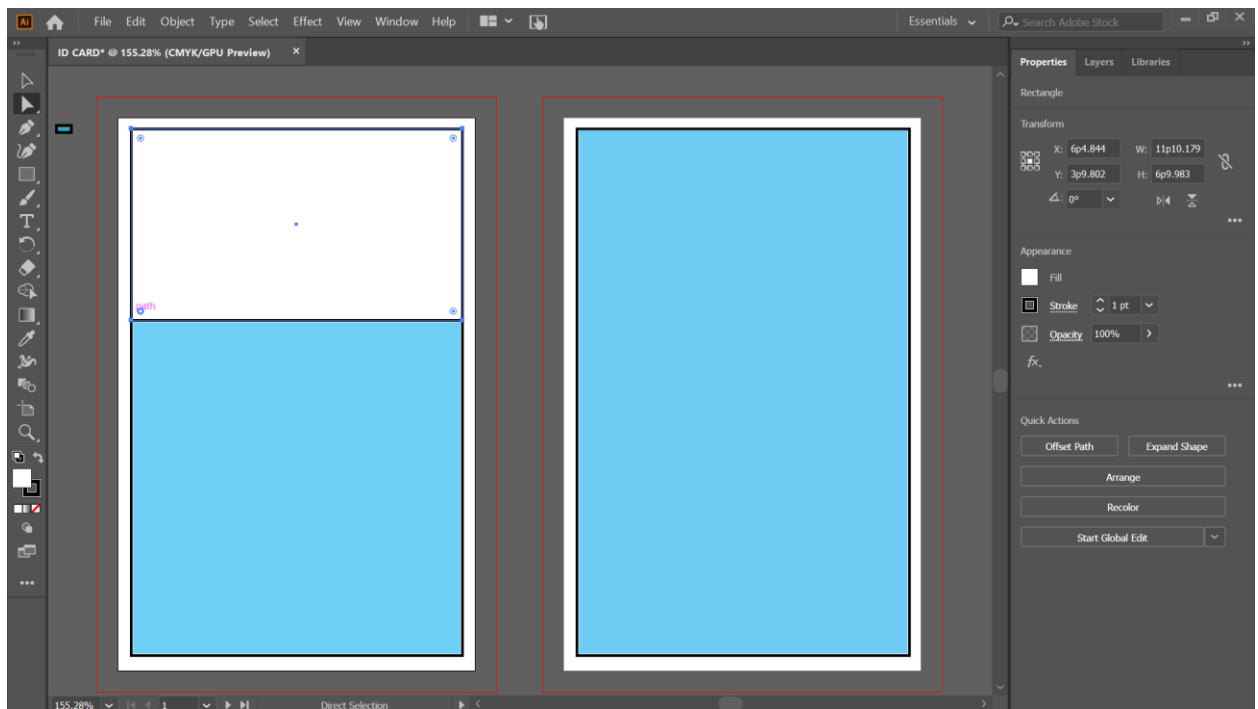 Ai File Edit Object Type Select Effect View Window Help Essentials Search Adobe Stock
ID CARD* @ 155.28% (CMYK/GPU Preview) ×
Properties Layers Libraries
Rectangle
Transform
X: 6p4.844 W: 11p10.179
Y: 3p9.802 H: 6p9.983
0°
Appearance
Fill
Stroke 1 pt
Opacity 100%
fx.
Quick Actions
Offset Path Expand Shape
Arrange
Recolor
Start Global Edit
path
155.28% 1 Direct Selection